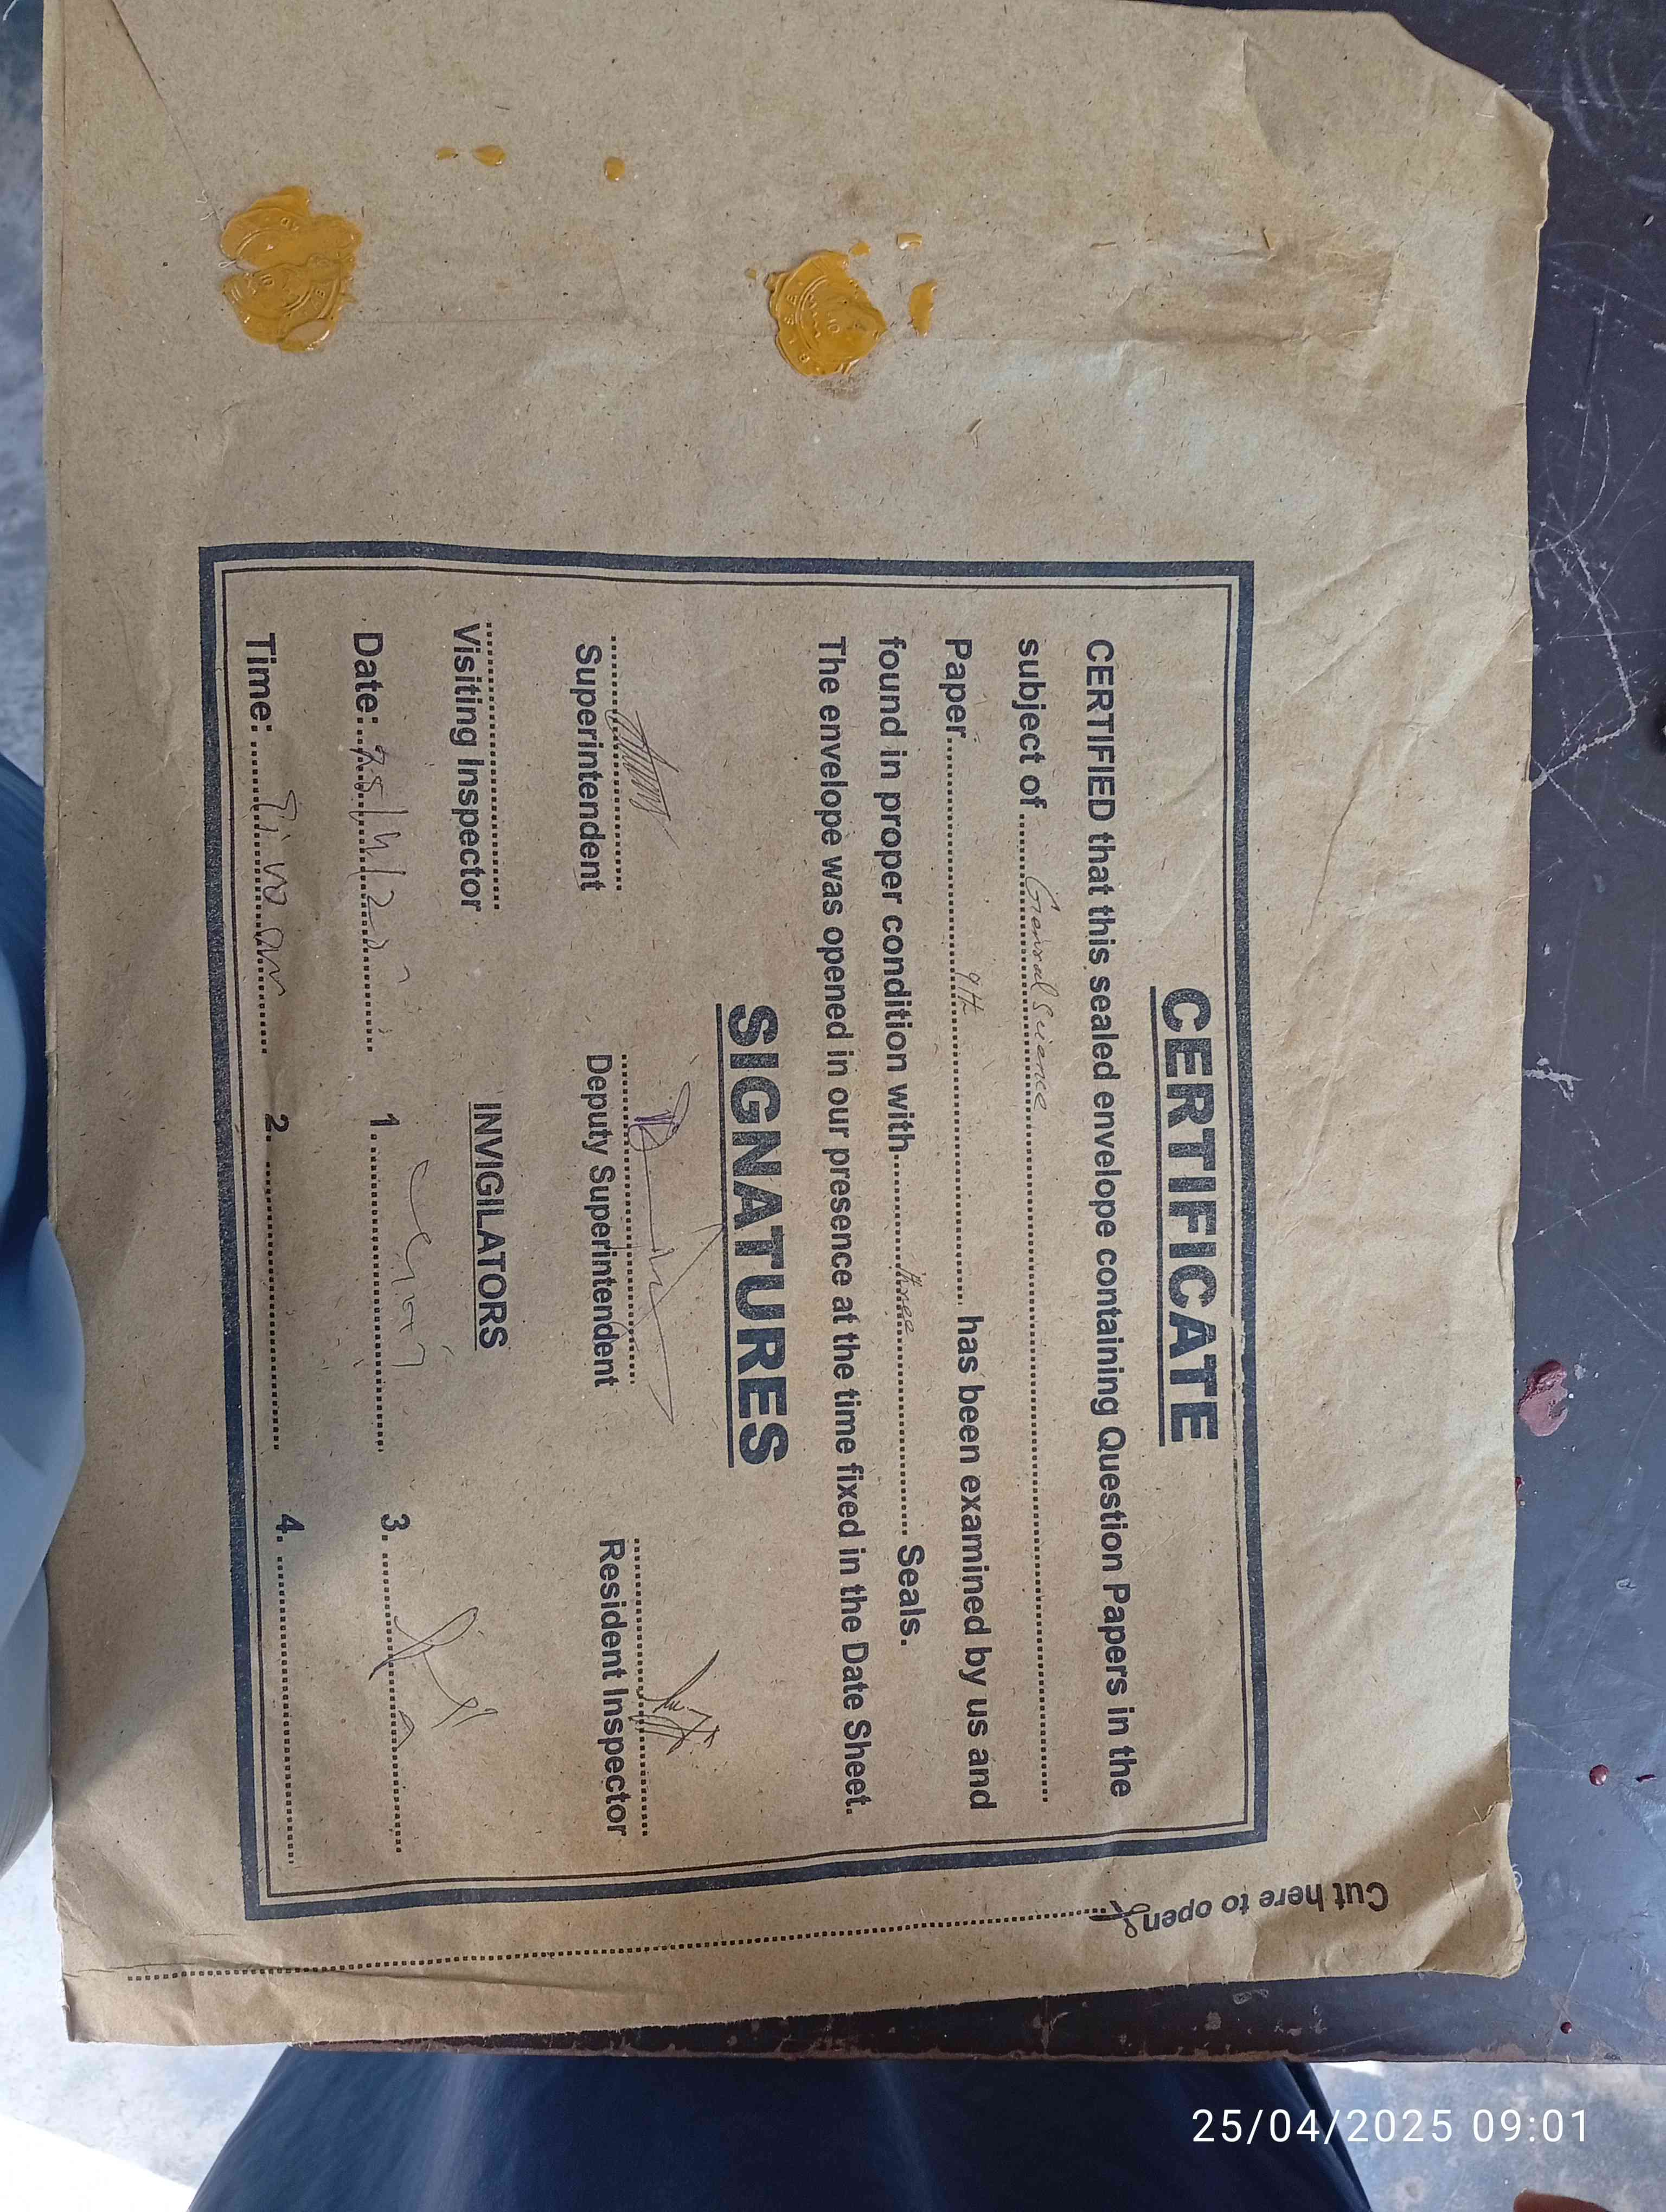 CERTIFICATE
CERTIFIED that this sealed envelope containing Question Papers in the
subject of .......General Science.......
Paper..........9th.......... has been examined by us and
found in proper condition with..........three.......... Seals.
The envelope was opened in our presence at the time fixed in the Date Sheet.
SIGNATURES
Superintendent Deputy Superintendent Resident Inspector
Visiting Inspector INVIGILATORS
Date: 25/4/ 1. 3.
Time: 2. 4.
Cut here to open
25/04/2025 09:01